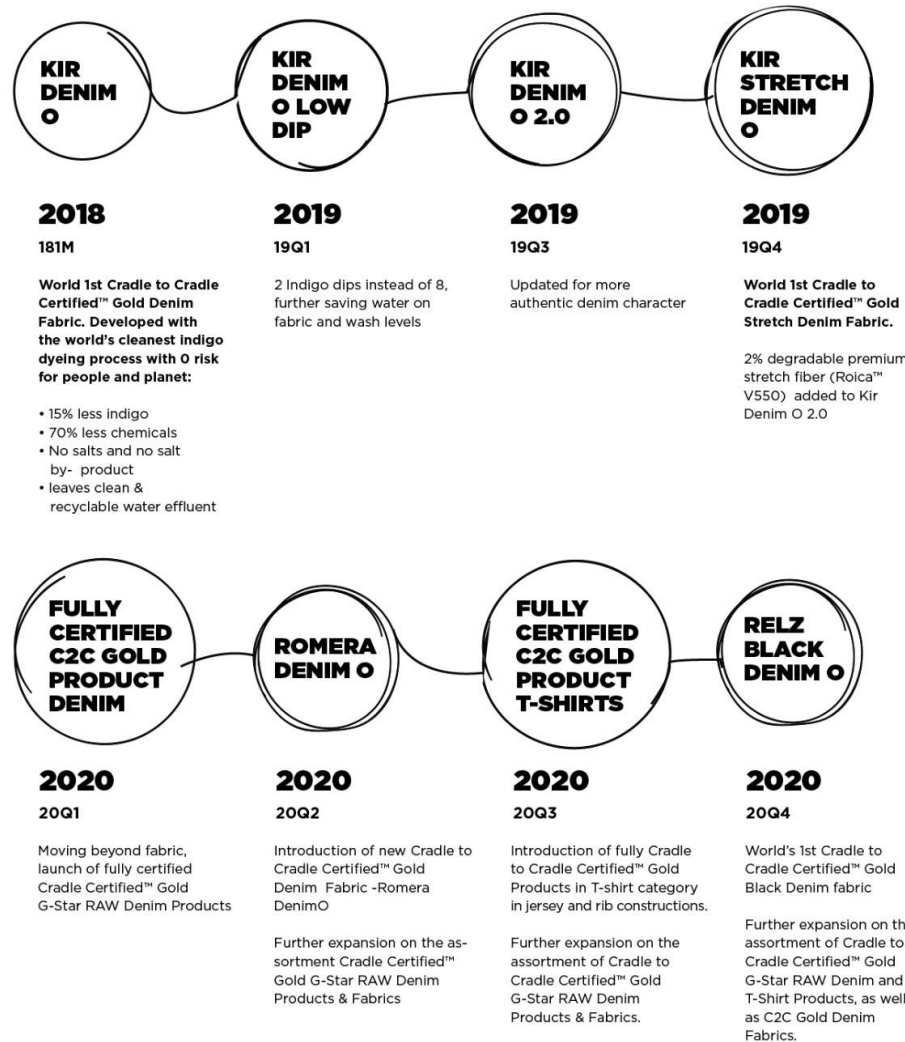 KIR
DENIM
O
2018
181M
World 1st Cradle to Cradle
Certified™ Gold Denim
Fabric. Developed with
the world's cleanest indigo
dyeing process with 0 risk
for people and planet:
• 15% less indigo
• 70% less chemicals
• No salts and no salt
by- product
• leaves clean &
recyclable water effluent
KIR
DENIM
O LOW
DIP
2019
19Q1
2 Indigo dips instead of 8,
further saving water on
fabric and wash levels
KIR
DENIM
O 2.0
2019
19Q3
Updated for more
authentic denim character
KIR
STRETCH
DENIM
O
2019
19Q4
World 1st Cradle to
Cradle Certified™ Gold
Stretch Denim Fabric.
2% degradable premium
stretch fiber (Roica™
V550) added to Kir
Denim O 2.0
FULLY
CERTIFIED
C2C GOLD
PRODUCT
DENIM
2020
20Q1
Moving beyond fabric,
launch of fully certified
Cradle Certified™ Gold
G-Star RAW Denim Products
ROMERA
DENIM O
2020
20Q2
Introduction of new Cradle to
Cradle Certified™ Gold
Denim Fabric -Romera
DenimO
Further expansion on the as-
sortment Cradle Certified™
Gold G-Star RAW Denim
Products & Fabrics
FULLY
CERTIFIED
C2C GOLD
PRODUCT
T-SHIRTS
2020
20Q3
Introduction of fully Cradle
to Cradle Certified™ Gold
Products in T-shirt category
in jersey and rib constructions.
Further expansion on the
assortment of Cradle to
Cradle Certified™ Gold
G-Star RAW Denim
Products & Fabrics.
RELZ
BLACK
DENIM O
2020
20Q4
World's 1st Cradle to
Cradle Certified™ Gold
Black Denim fabric
Further expansion on th
assortment of Cradle to
Cradle Certified™ Gold
G-Star RAW Denim and
T-Shirt Products, as well
as C2C Gold Denim
Fabrics.